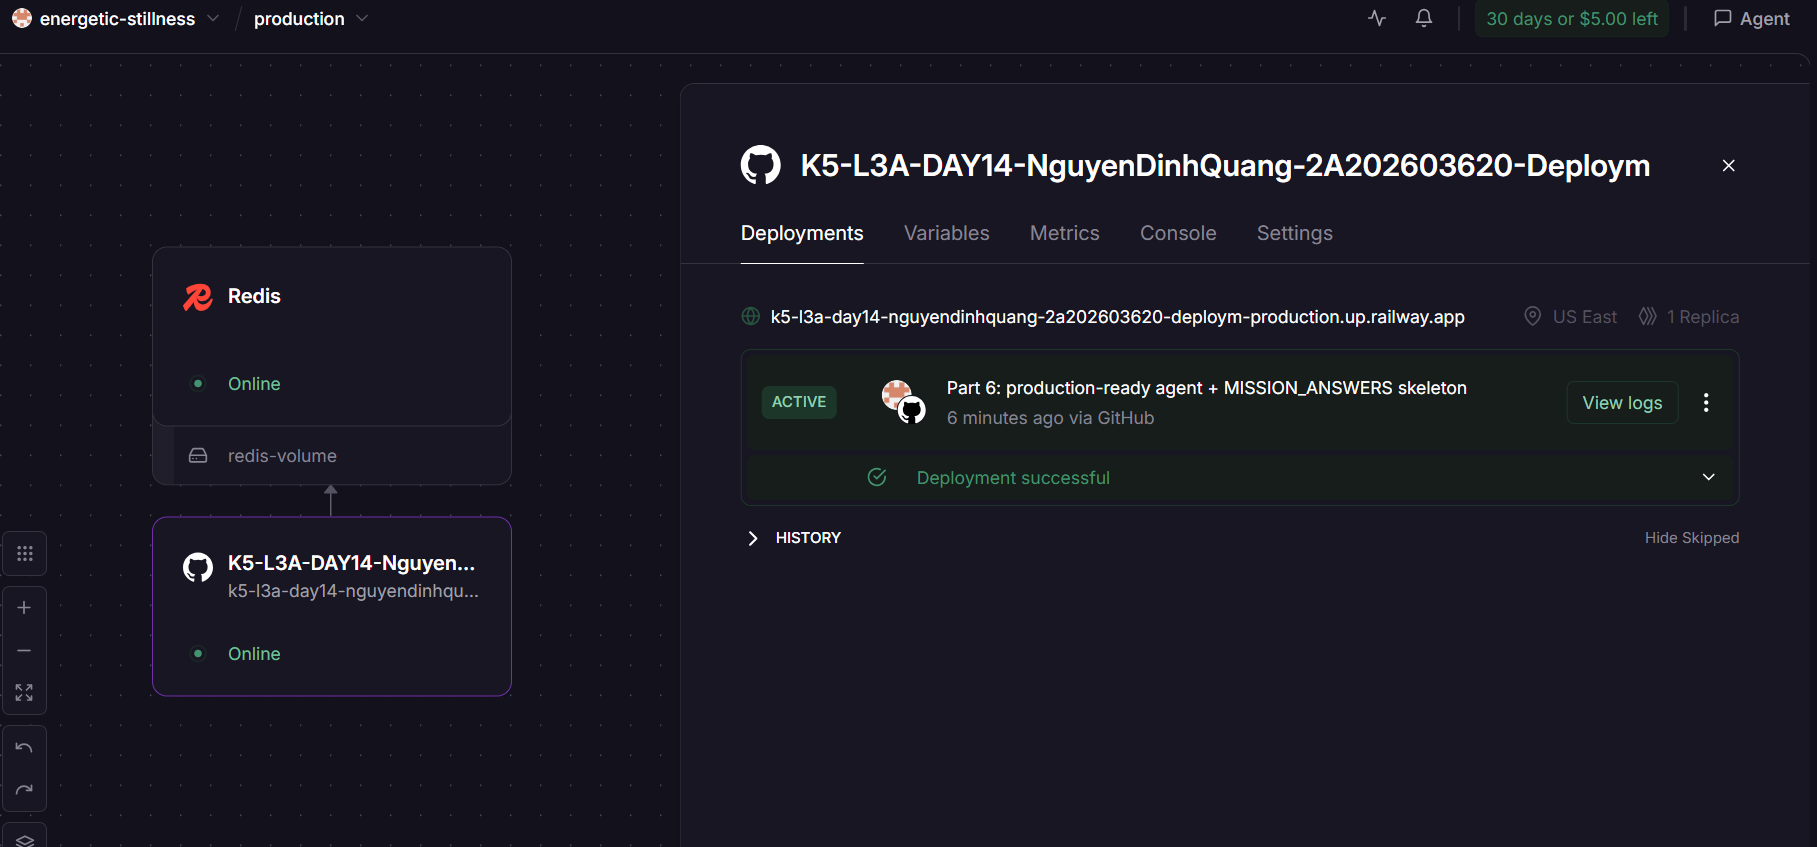 energetic-stillness / production
30 days or $5.00 left
Agent
Redis
Online
redis-volume
K5-L3A-DAY14-Nguyen...
k5-l3a-day14-nguyendinhqu...
Online
K5-L3A-DAY14-NguyenDinhQuang-2A202603620-Deploym
Deployments Variables Metrics Console Settings
k5-l3a-day14-nguyendinhquang-2a202603620-deploym-production.up.railway.app US East 1 Replica
ACTIVE
Part 6: production-ready agent + MISSION_ANSWERS skeleton
6 minutes ago via GitHub
View logs
Deployment successful
HISTORY
Hide Skipped